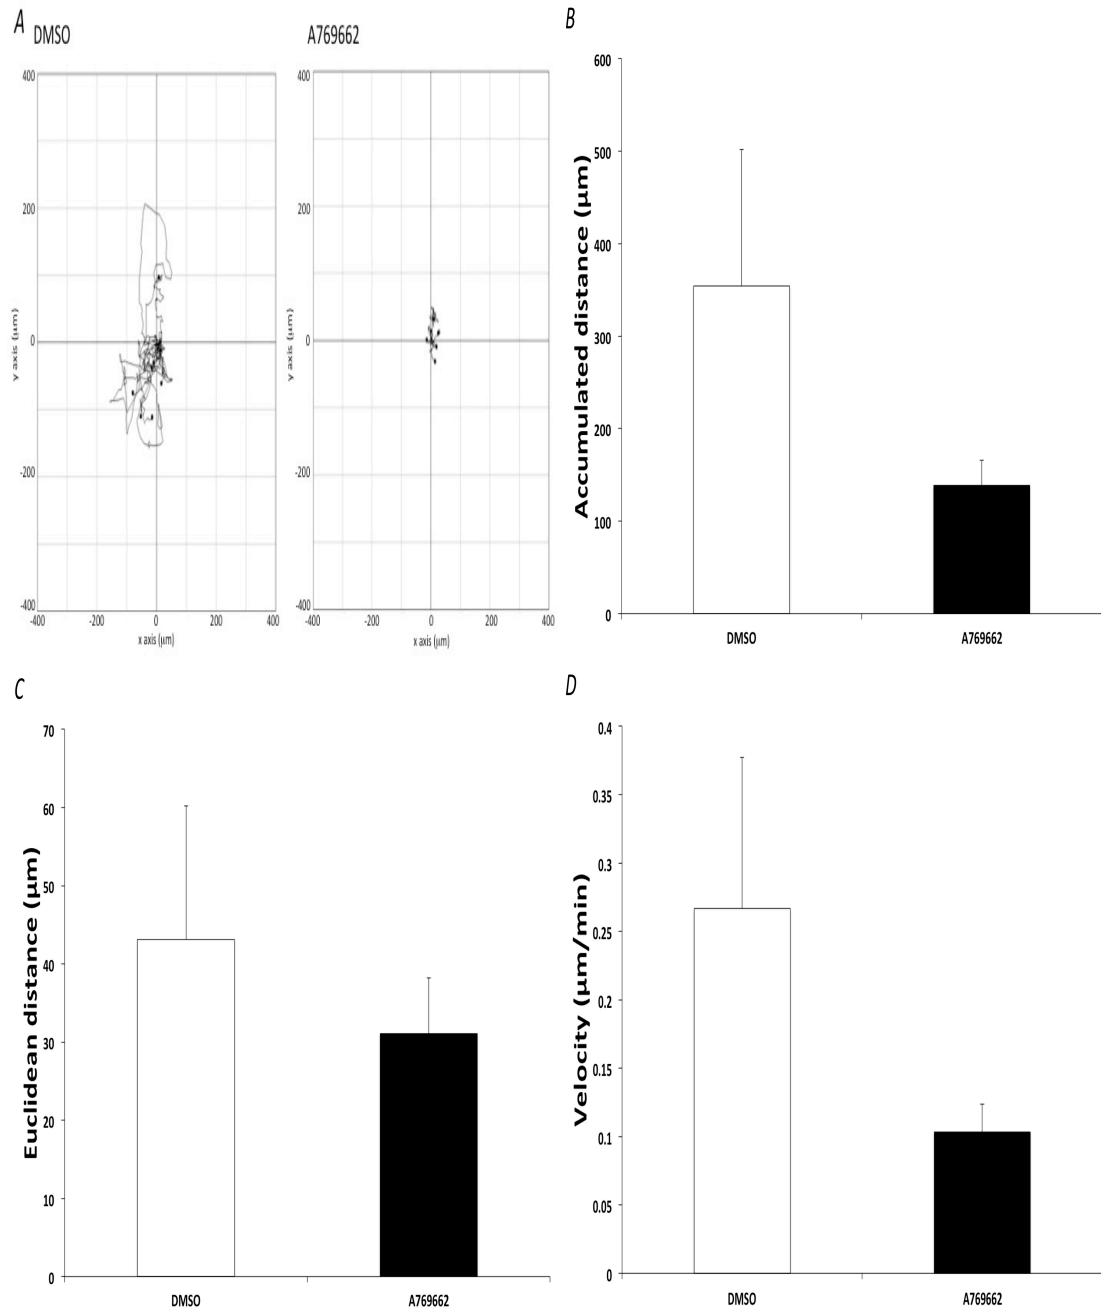 A
DMSO
A769662
400
200
0
-200
-400
y axis (μm)
-400
-200
0
200
400
x axis (μm)
400
200
0
-200
-400
y axis (μm)
-400
-200
0
200
400
x axis (μm)
B
600
500
400
300
200
100
0
Accumulated distance (μm)
DMSO
A769662
C
70
60
50
40
30
20
10
0
Euclidean distance (μm)
DMSO
A769662
D
0.4
0.35
0.3
0.25
0.2
0.15
0.1
0.05
0
Velocity (μm/min)
DMSO
A769662